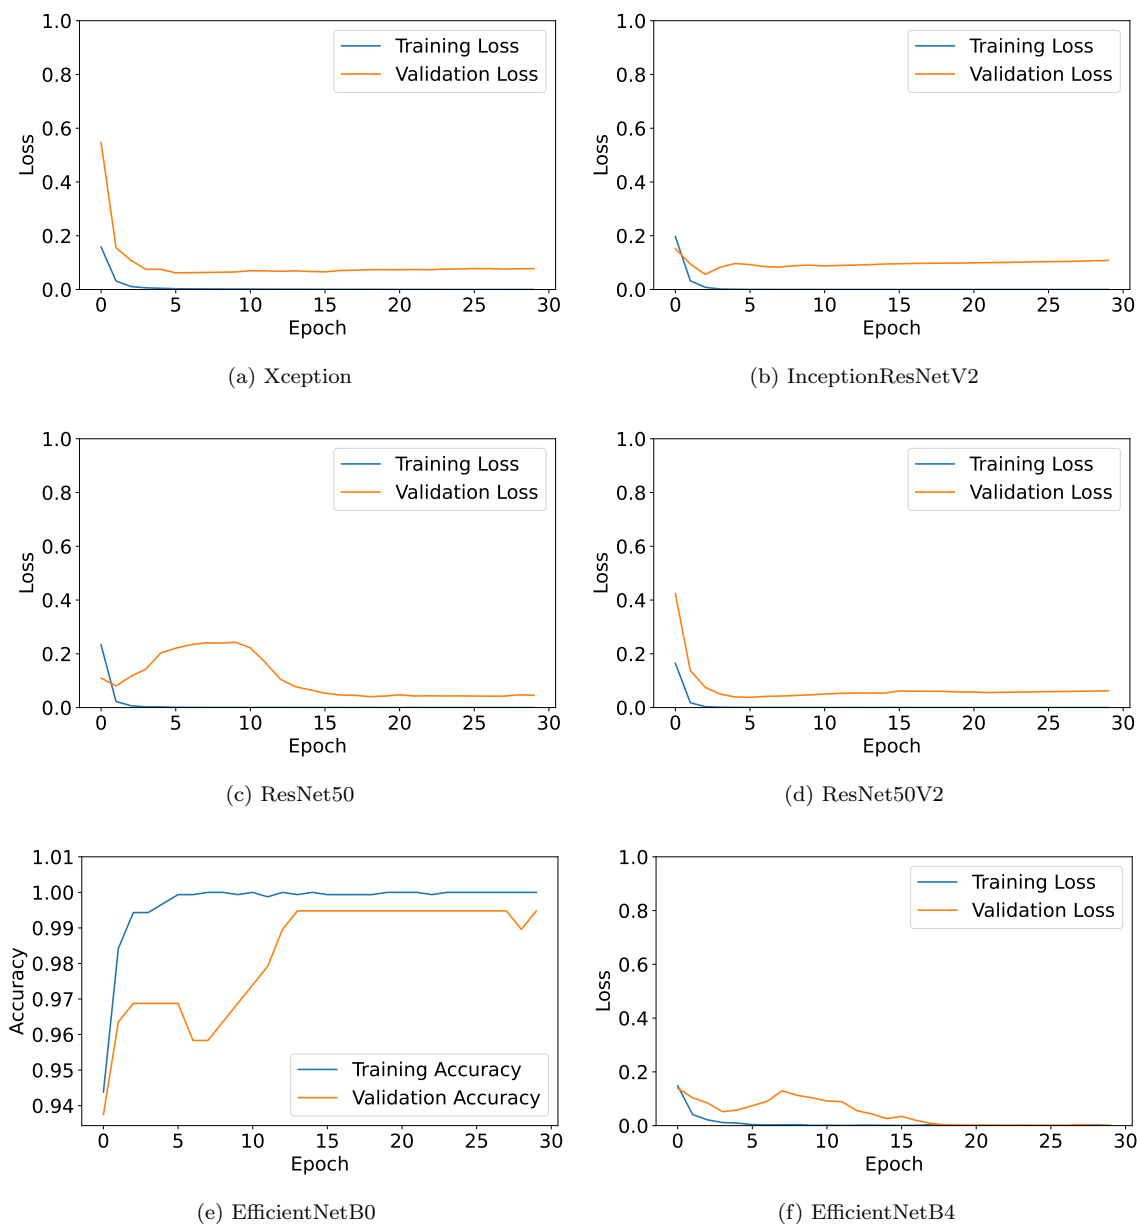 1.0
0.8
0.6
0.4
0.2
0.0
Loss
Training Loss
Validation Loss
0 5 10 15 20 25 30
Epoch
(a) Xception
1.0
0.8
0.6
0.4
0.2
0.0
Loss
Training Loss
Validation Loss
0 5 10 15 20 25 30
Epoch
(b) InceptionResNetV2
1.0
0.8
0.6
0.4
0.2
0.0
Loss
Training Loss
Validation Loss
0 5 10 15 20 25 30
Epoch
(c) ResNet50
1.0
0.8
0.6
0.4
0.2
0.0
Loss
Training Loss
Validation Loss
0 5 10 15 20 25 30
Epoch
(d) ResNet50V2
1.01
1.00
0.99
0.98
0.97
0.96
0.95
0.94
Accuracy
Training Accuracy
Validation Accuracy
0 5 10 15 20 25 30
Epoch
(e) EfficientNetB0
1.0
0.8
0.6
0.4
0.2
0.0
Loss
Training Loss
Validation Loss
0 5 10 15 20 25 30
Epoch
(f) EfficientNetB4